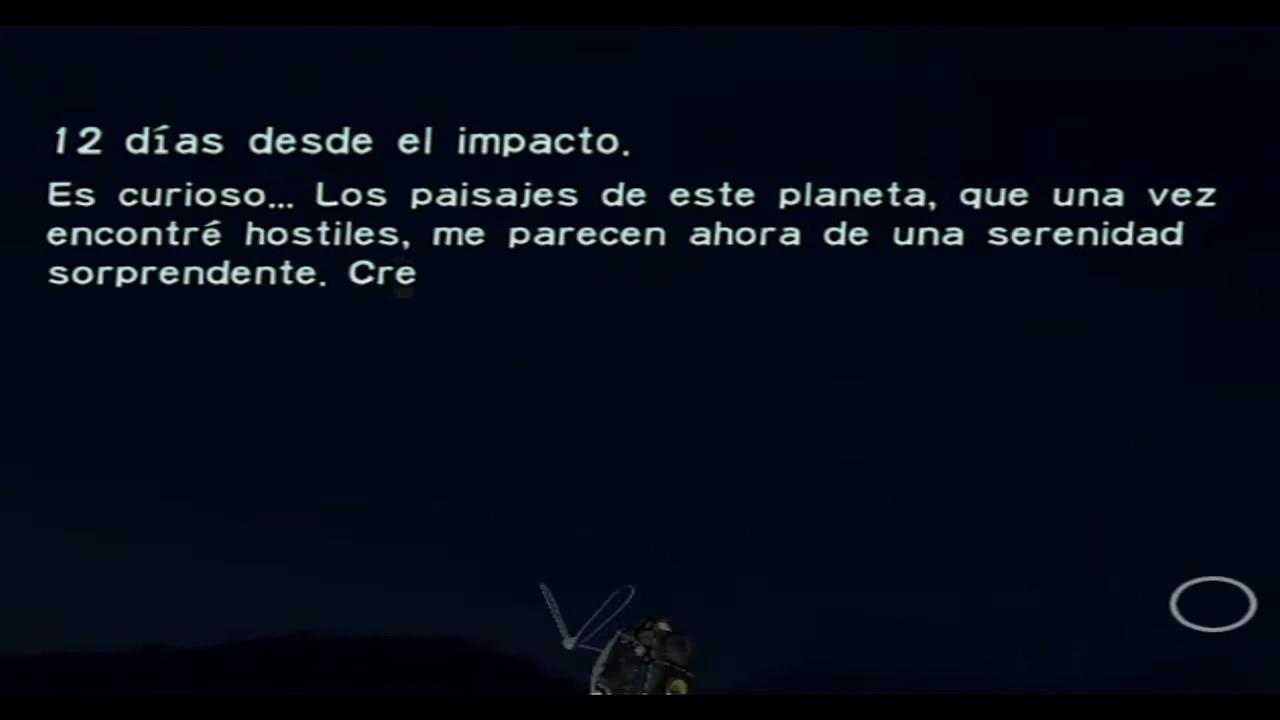 12 días desde el impacto.
Es curioso... Los paisajes de este planeta, que una vez
encontré hostiles, me parecen ahora de una serenidad
sorprendente. Cre